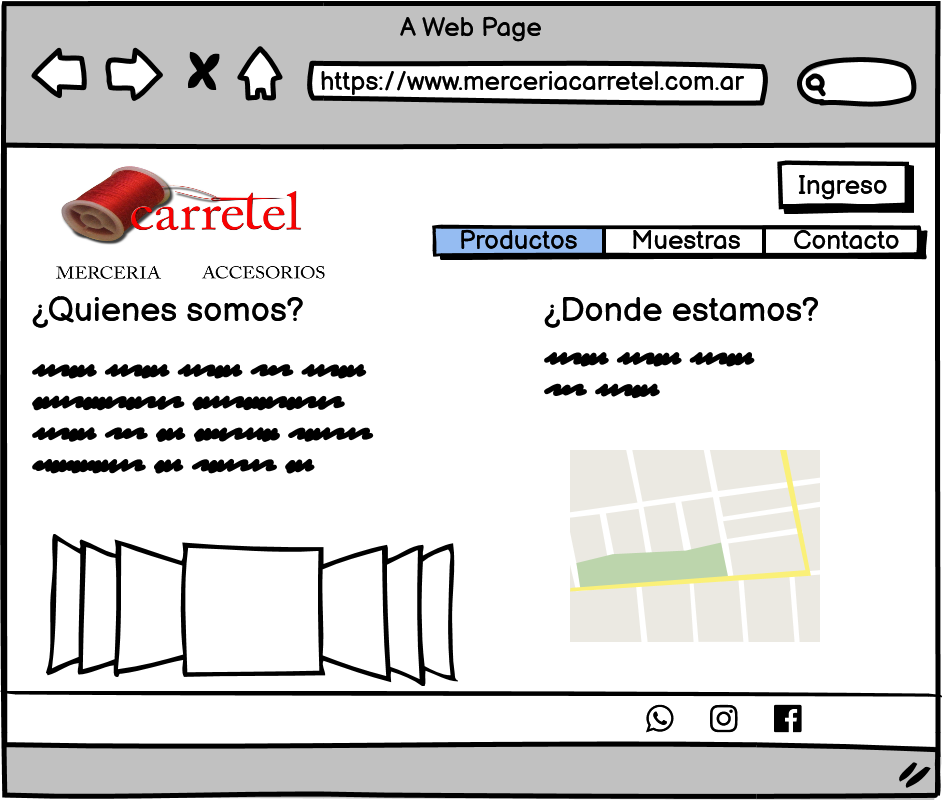 A Web Page
https://www.merceriacarretel.com.ar
carretel
MERCERIA ACCESORIOS
Ingreso
Productos Muestras Contacto
¿Quienes somos?
¿Donde estamos?